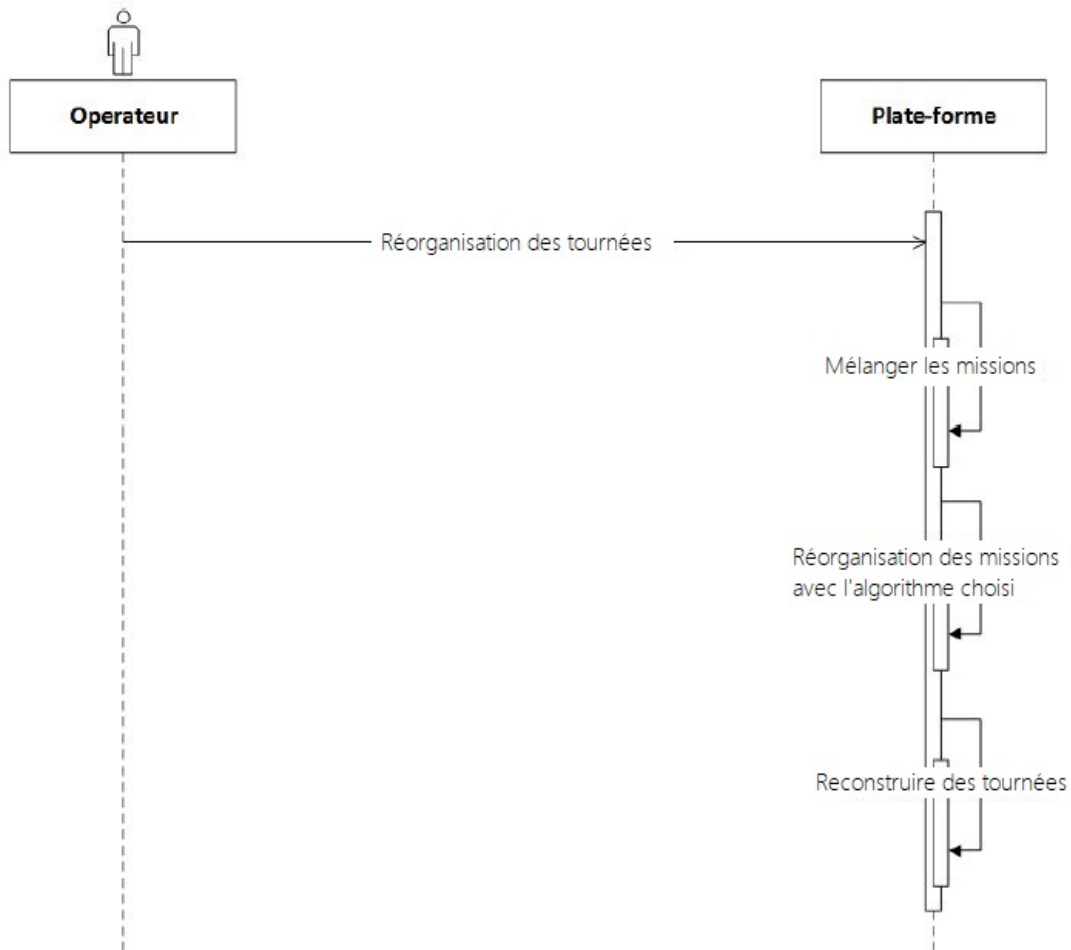 Operateur
Plate-forme
Réorganisation des tournées
Mélanger les missions
Réorganisation des missions
avec l'algorithme choisi
Reconstruire des tournées